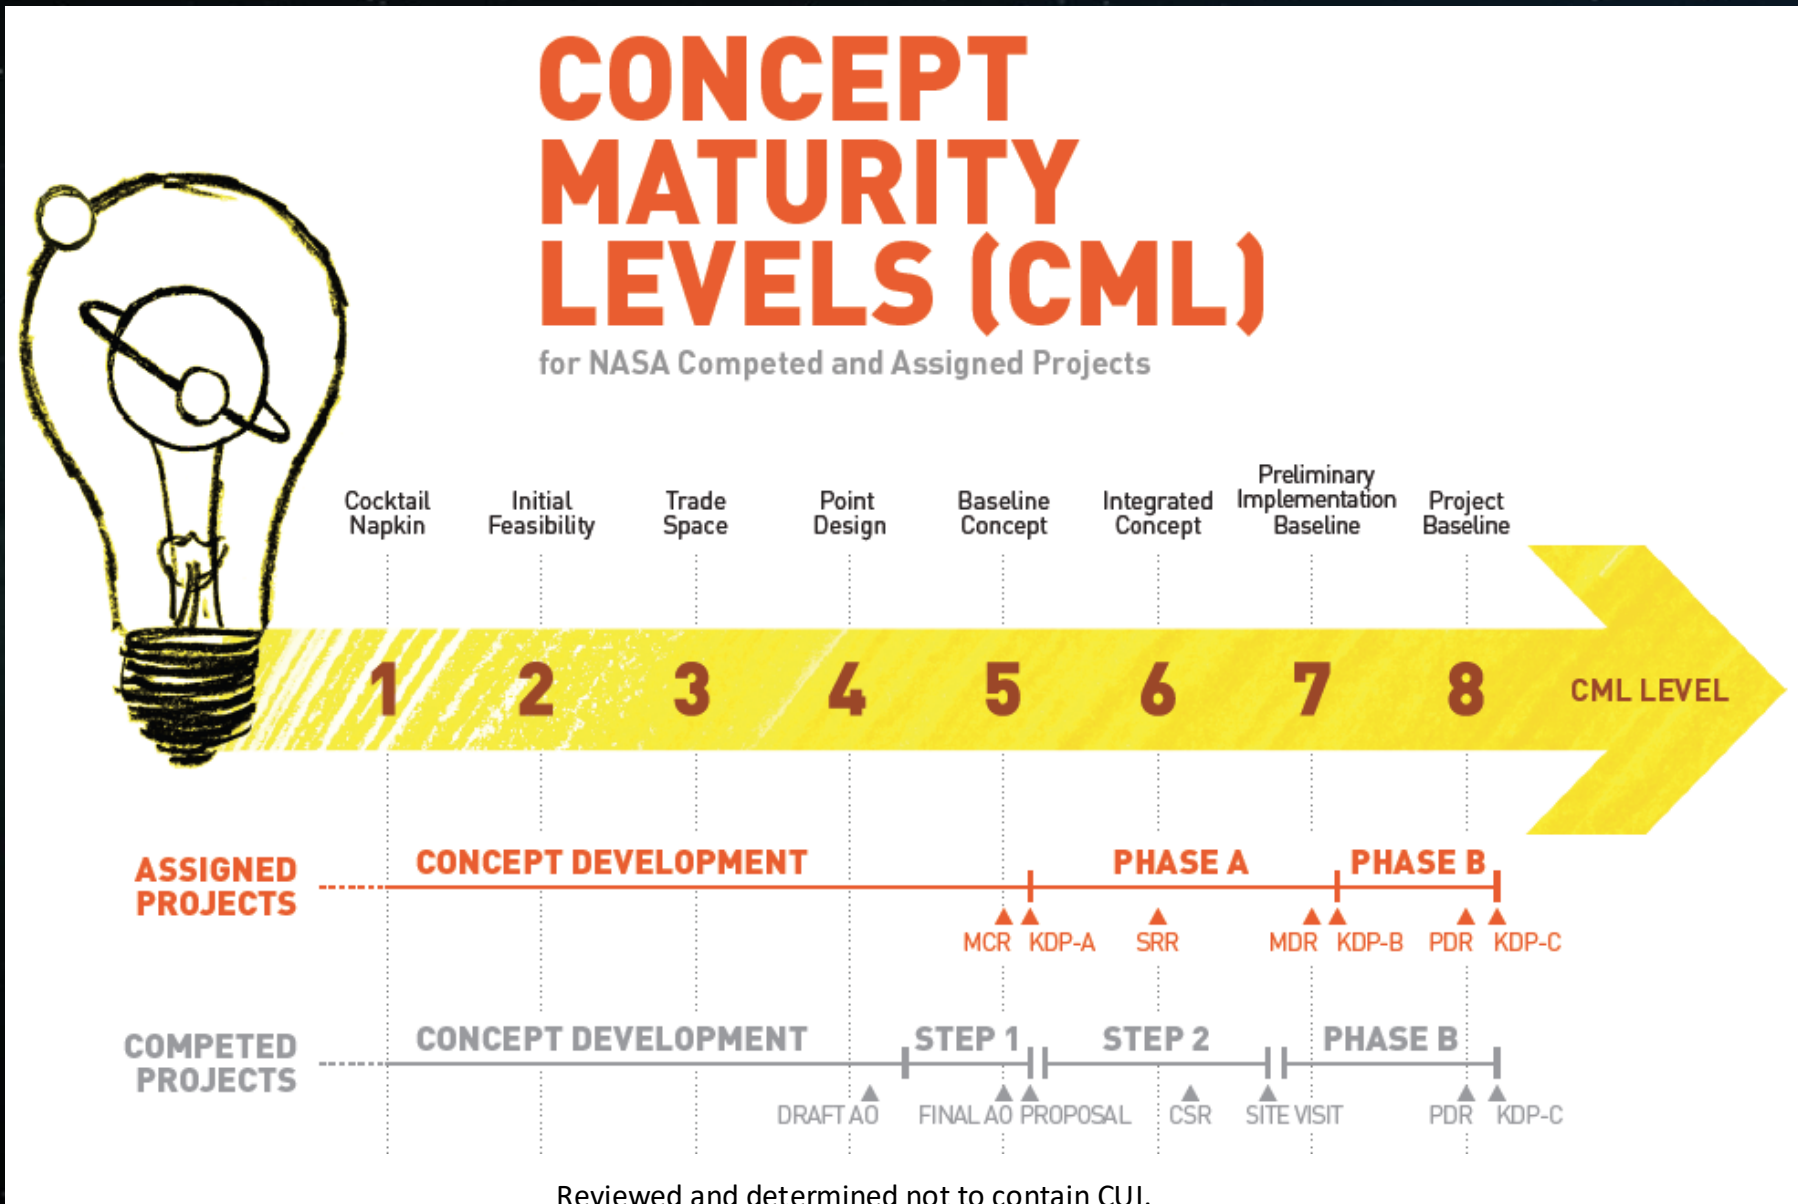 CONCEPT
MATURITY
LEVELS (CML)
for NASA Competed and Assigned Projects
Cocktail
Napkin
Initial
Feasibility
Trade
Space
Point
Design
Baseline
Concept
Integrated
Concept
Preliminary
Implementation
Baseline
Project
Baseline
1 2 3 4 5 6 7 8 CML LEVEL
ASSIGNED
PROJECTS
CONCEPT DEVELOPMENT PHASE A PHASE B
MCR KDP-A SRR MDR KDP-B PDR KDP-C
COMPETED
PROJECTS
CONCEPT DEVELOPMENT STEP 1 STEP 2 PHASE B
DRAFT AO FINAL AO PROPOSAL CSR SITE VISIT PDR KDP-C
Reviewed and determined not to contain CUI.